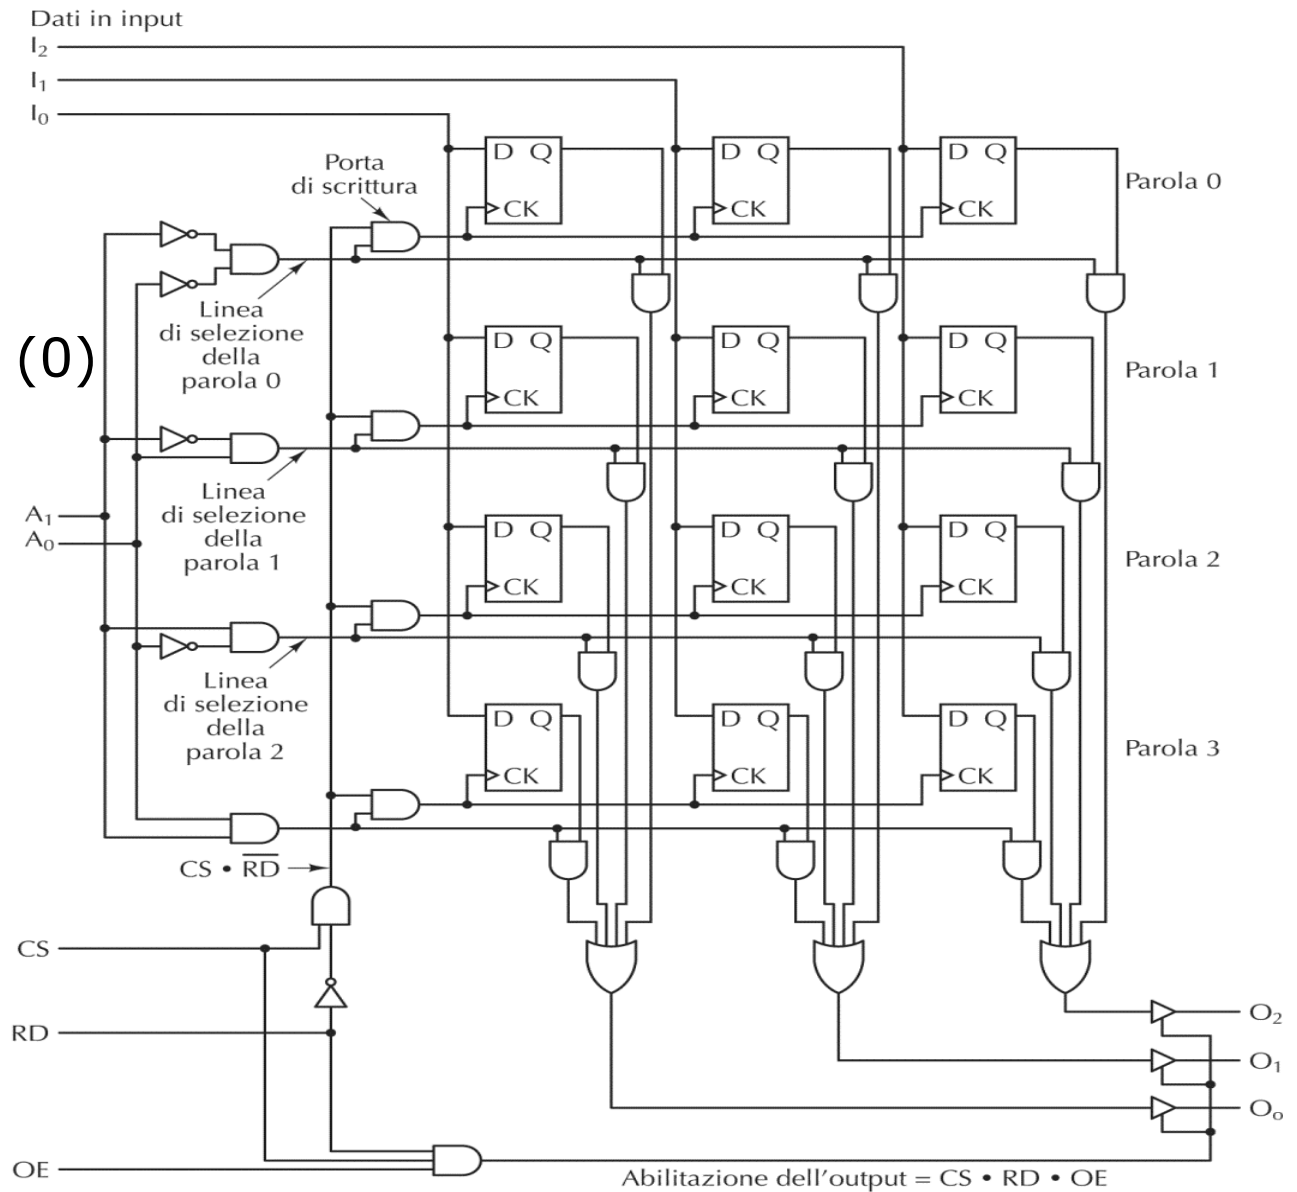 Dati in input
I2
I1
I0
Porta
di scrittura
D Q
CK
D Q
CK
D Q
CK
Parola 0
Linea
di selezione
della
parola 0
(0)
D Q
CK
D Q
CK
D Q
CK
Parola 1
Linea
di selezione
della
parola 1
A1
A0
D Q
CK
D Q
CK
D Q
CK
Parola 2
Linea
di selezione
della
parola 2
D Q
CK
D Q
CK
D Q
CK
Parola 3
CS • R̅D̅
CS
RD
O2
O1
Oo
OE
Abilitazione dell'output = CS • RD • OE